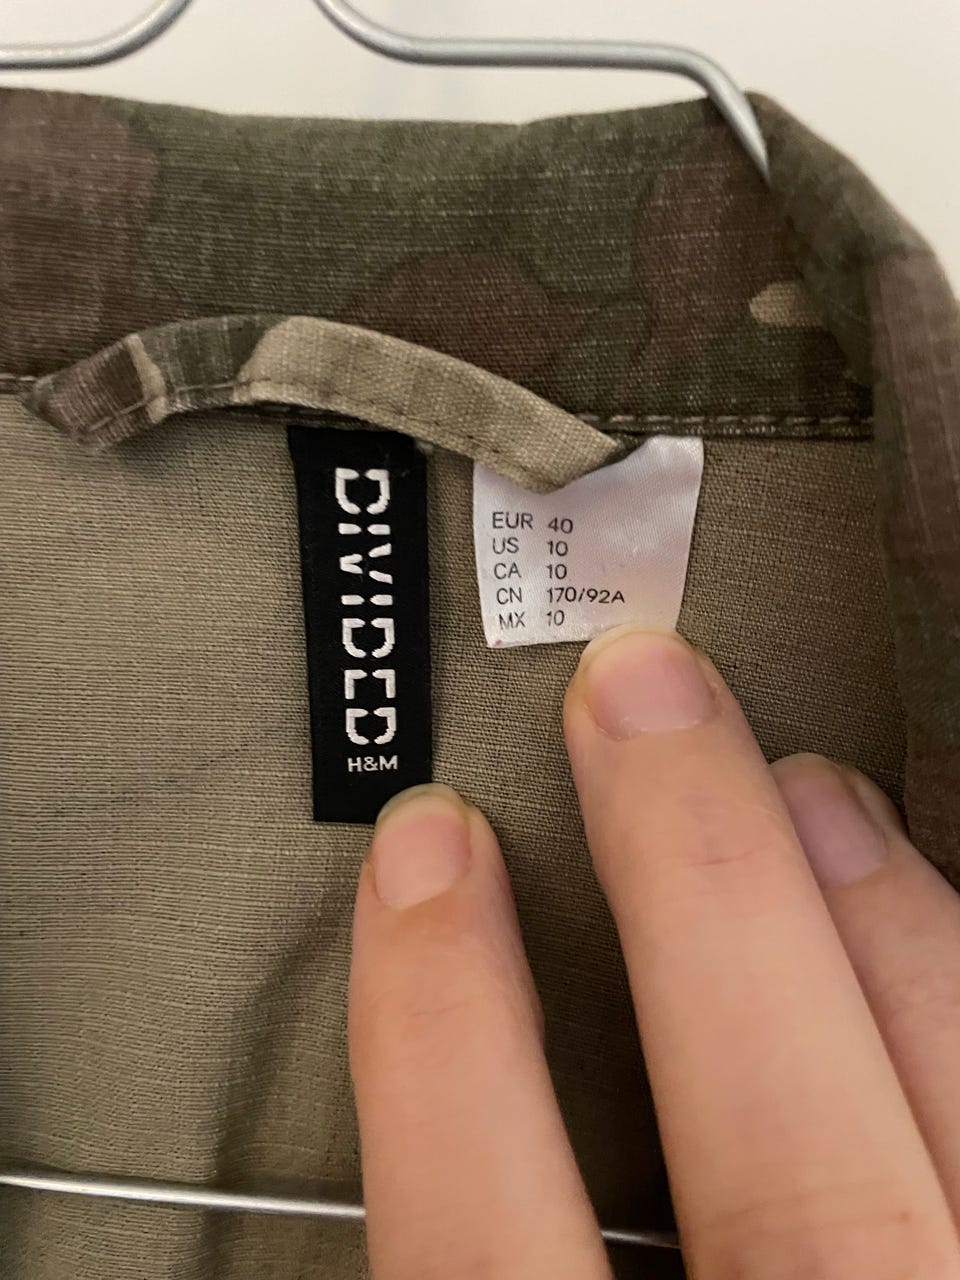 DIVIDED
H&M
EUR 40
US 10
CA 10
CN 170/92A
MX 10